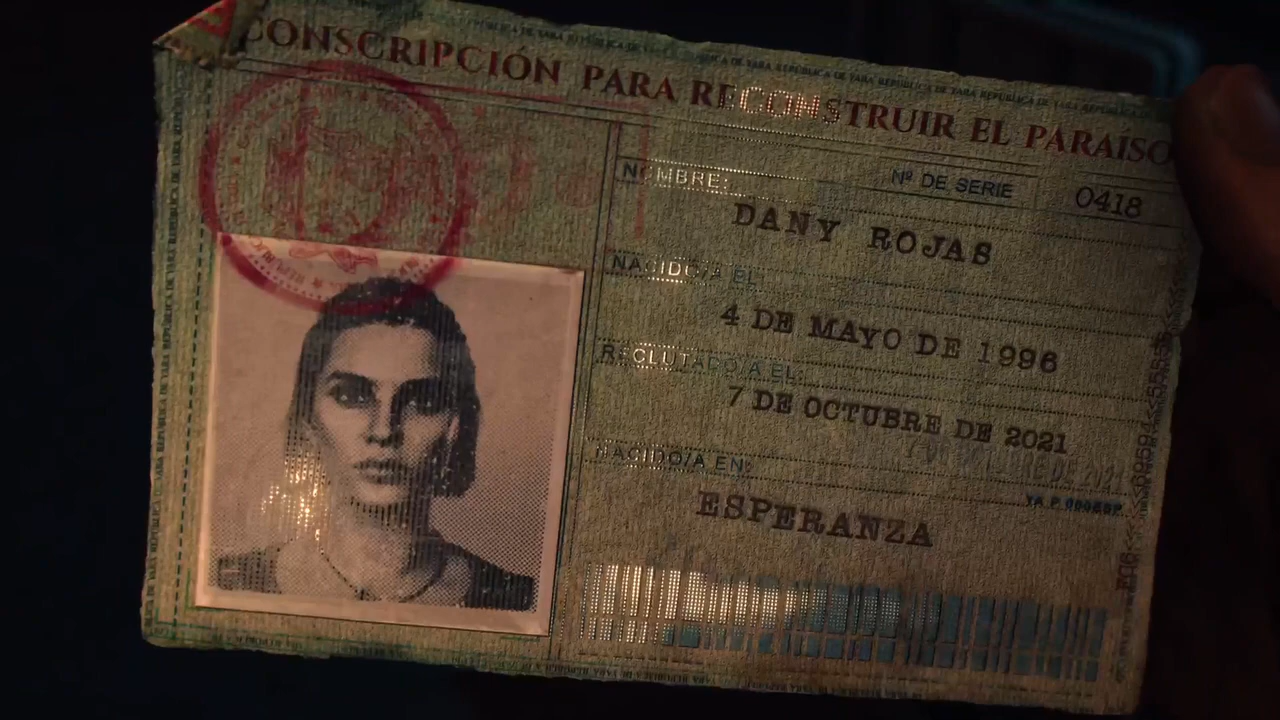 CONSCRIPCIÓN PARA RECONSTRUIR EL PARAÍSO
NOMBRE:
Nº DE SERIE
0418
DANY ROJAS
NACIDO/A EL:
4 DE MAYO DE 1996
RECLUTADO/A EL:
7 DE OCTUBRE DE 2021
NACIDO/A EN:
ESPERANZA